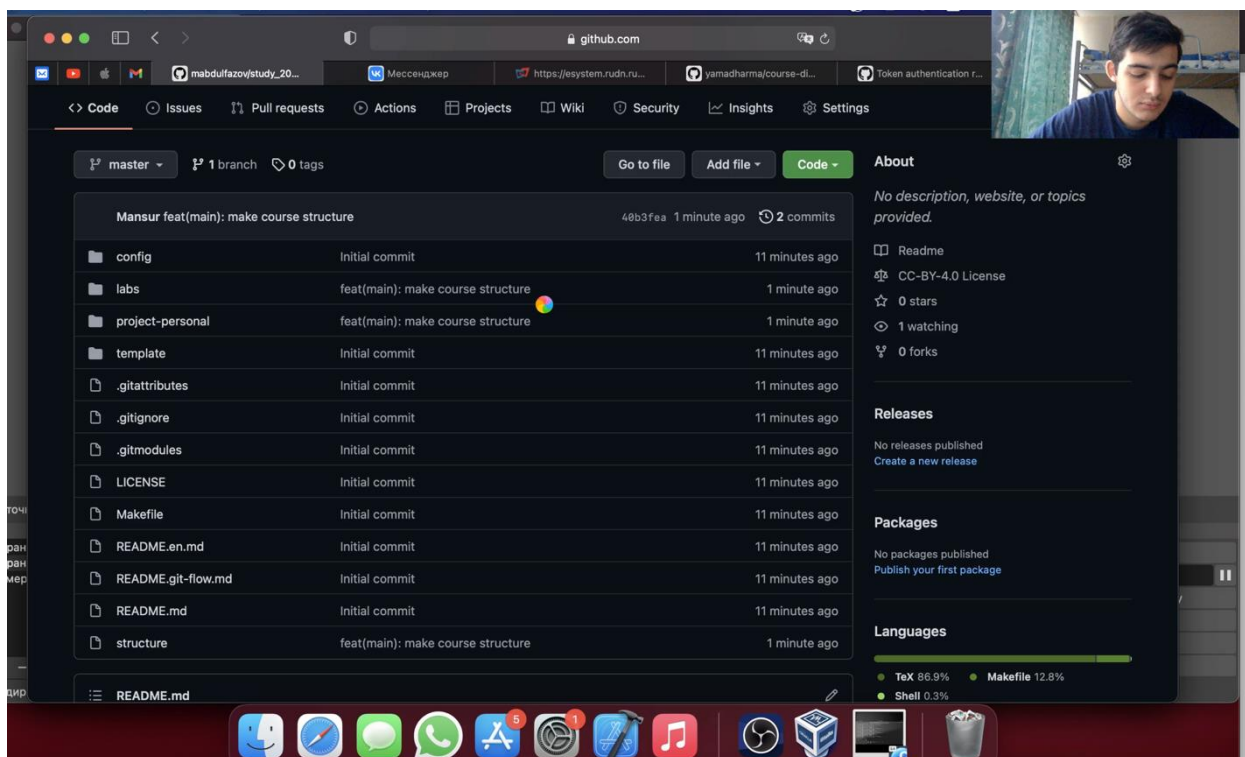 github.com
mabdulfazov/study_20...
Мессенджер
https://esystem.rudn.ru...
yamadharma/course-di...
Token authentication r...
<> Code Issues Pull requests Actions Projects Wiki Security Insights Settings
master 1 branch 0 tags
Go to file Add file Code
Mansur feat(main): make course structure 40b3fea 1 minute ago 2 commits
config Initial commit 11 minutes ago
labs feat(main): make course structure 1 minute ago
project-personal feat(main): make course structure 1 minute ago
template Initial commit 11 minutes ago
.gitattributes Initial commit 11 minutes ago
.gitignore Initial commit 11 minutes ago
.gitmodules Initial commit 11 minutes ago
LICENSE Initial commit 11 minutes ago
Makefile Initial commit 11 minutes ago
README.en.md Initial commit 11 minutes ago
README.git-flow.md Initial commit 11 minutes ago
README.md Initial commit 11 minutes ago
structure feat(main): make course structure 1 minute ago
README.md
About
No description, website, or topics
provided.
Readme
CC-BY-4.0 License
0 stars
1 watching
0 forks
Releases
No releases published
Create a new release
Packages
No packages published
Publish your first package
Languages
TeX 86.9% Makefile 12.8%
Shell 0.3%
5
1